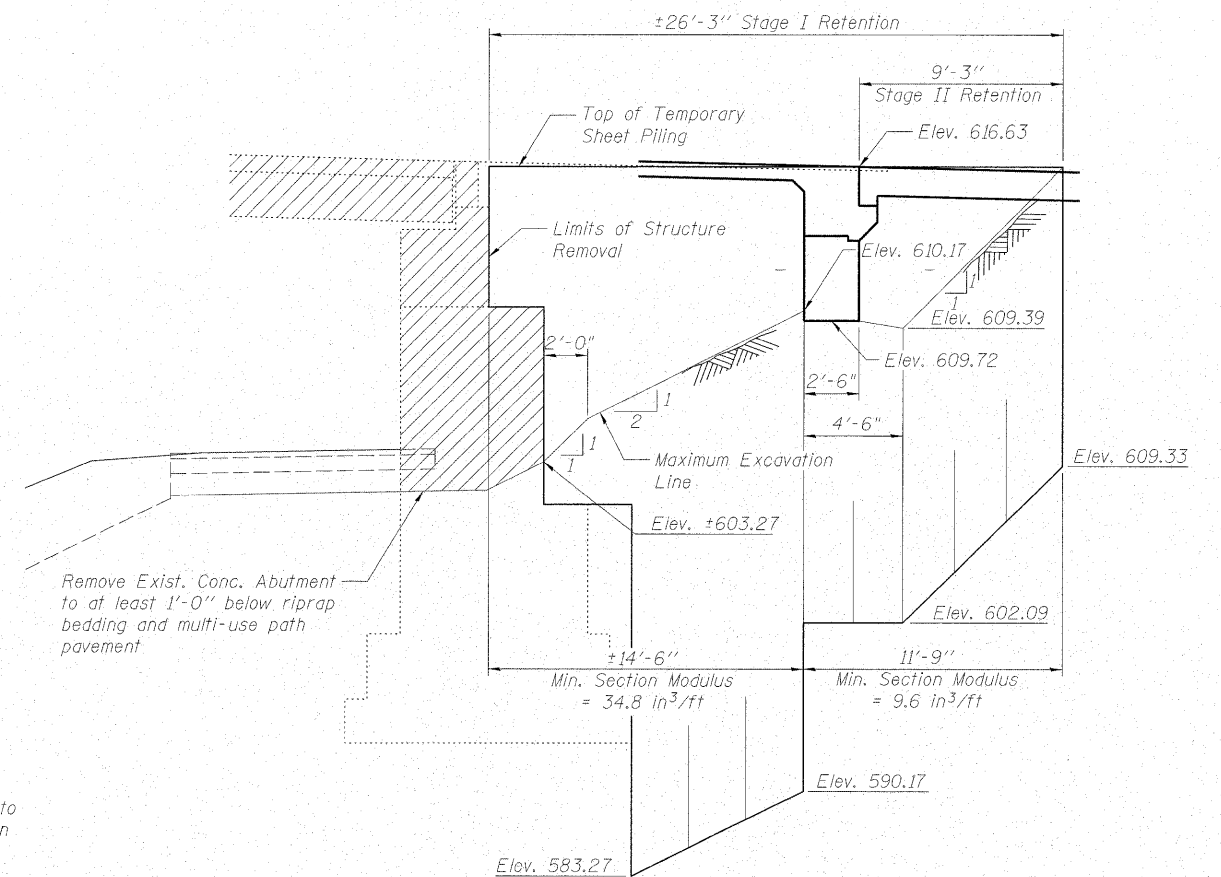 ±26'-3" Stage I Retention
9'-3"
Stage II Retention
Top of Temporary
Sheet Piling
Elev. 616.63
Limits of Structure
Removal
Elev. 610.17
1
1
Elev. 609.39
2'-0"
Elev. 609.72
2'-6"
1
2
4'-6"
1
1
Maximum Excavation
Line
Elev. 609.33
Elev. ±603.27
Remove Exist. Conc. Abutment
to at least 1'-0" below riprap
bedding and multi-use path
pavement
Elev. 602.09
±14'-6"
Min. Section Modulus
= 34.8 in³/ft
11'-9"
Min. Section Modulus
= 9.6 in³/ft
Elev. 590.17
to
n
Elev. 583.27